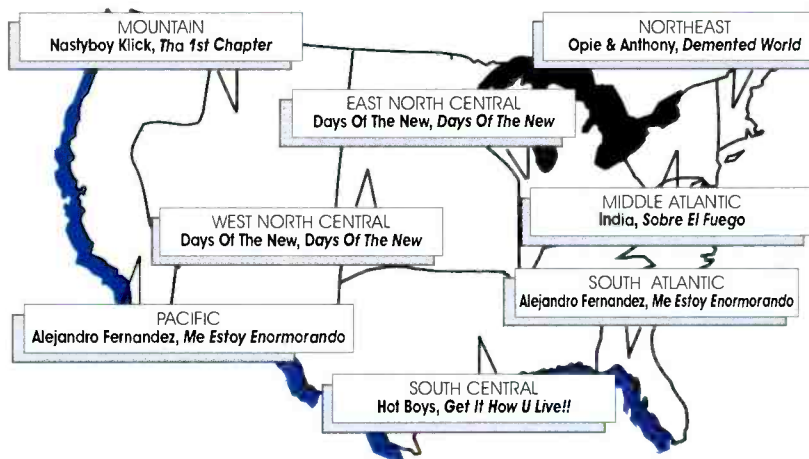 MOUNTAIN
Nastyboy Klick, Tha 1st Chapter
NORTHEAST
Opie & Anthony, Demented World
EAST NORTH CENTRAL
Days Of The New, Days Of The New
WEST NORTH CENTRAL
Days Of The New, Days Of The New
MIDDLE ATLANTIC
India, Sobre El Fuego
SOUTH ATLANTIC
Alejandro Fernandez, Me Estoy Enormorando
PACIFIC
Alejandro Fernandez, Me Estoy Enormorando
SOUTH CENTRAL
Hot Boys, Get It How U Live!!